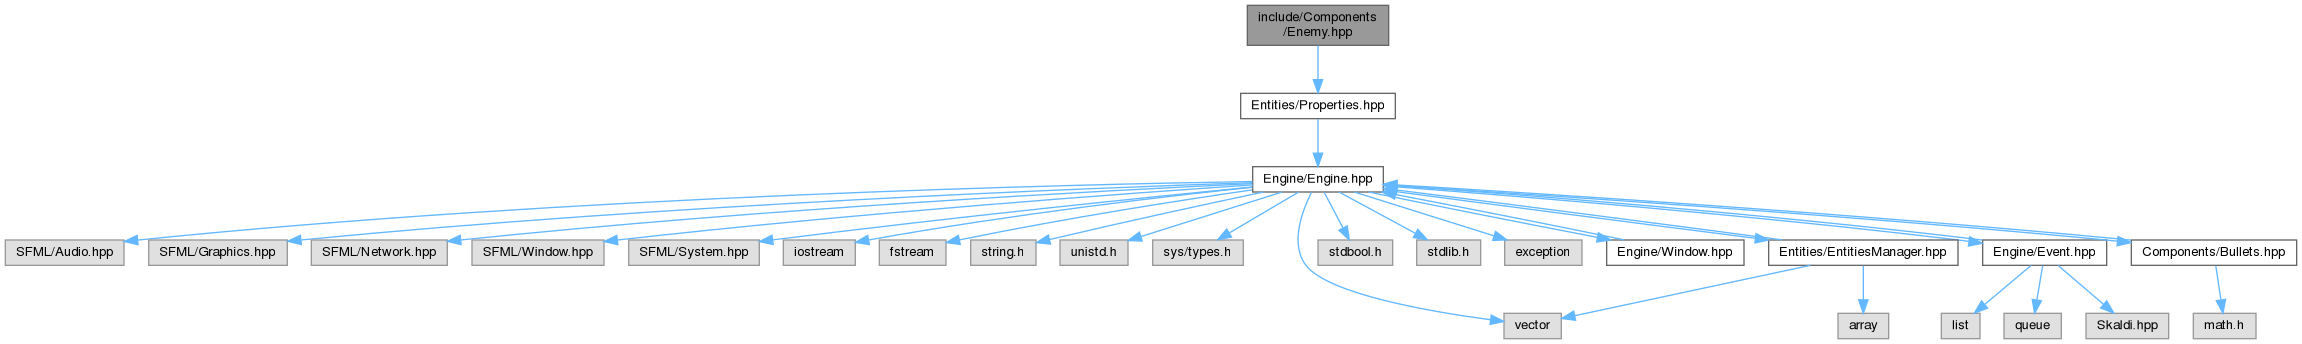 include/Components
/Enemy.hpp
Entities/Properties.hpp
Engine/Engine.hpp
SFML/Audio.hpp
SFML/Graphics.hpp
SFML/Network.hpp
SFML/Window.hpp
SFML/System.hpp
iostream
fstream
string.h
unistd.h
sys/types.h
stdbool.h
stdlib.h
exception
Engine/Window.hpp
Entities/EntitiesManager.hpp
Engine/Event.hpp
Components/Bullets.hpp
vector
array
list
queue
Skaldi.hpp
math.h